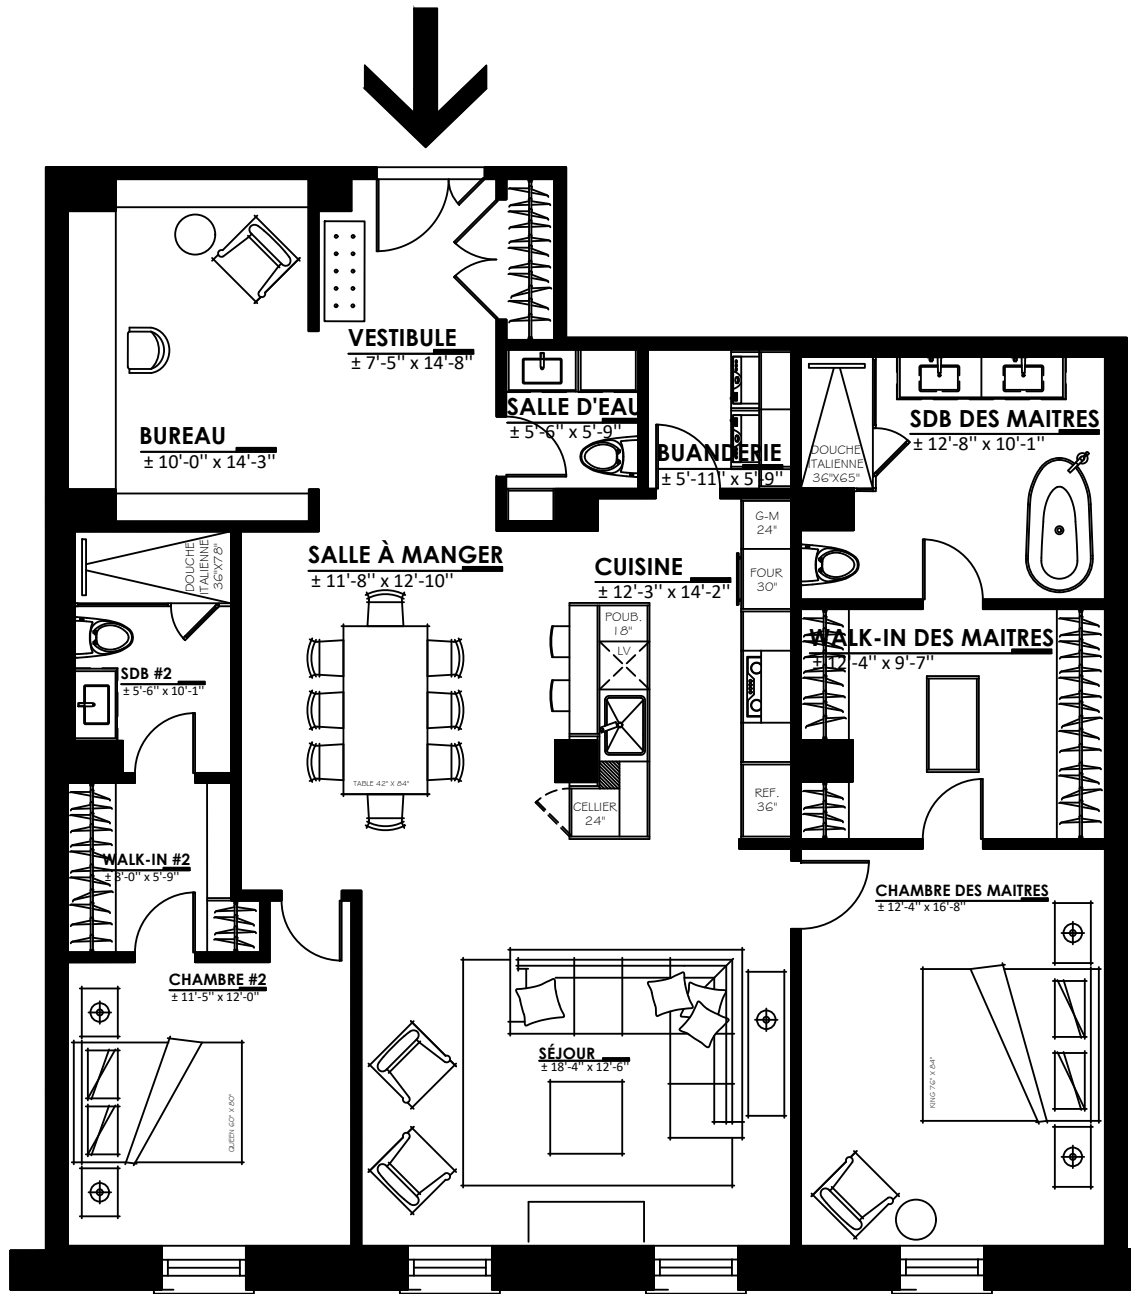 VESTIBULE
± 7'-5" x 14'-8"
BUREAU
± 10'-0" x 14'-3"
SALLE D'EAU
± 5'-6" x 5'-9"
BUANDERIE
± 5'-11" x 5'-9"
DOUCHE
ITALIENNE
36"X65"
SDB DES MAITRES
± 12'-8" x 10'-1"
DOUCHE
ITALIENNE
36"X78"
SALLE À MANGER
± 11'-8" x 12'-10"
CUISINE
± 12'-3" x 14'-2"
G-M
24"
FOUR
30"
POUB.
18"
LV
WALK-IN DES MAITRES
± 12'-4" x 9'-7"
SDB #2
± 5'-6" x 10'-1"
TABLE 42" X 84"
CELLIER
24"
REF.
36"
WALK-IN #2
± 8'-0" x 5'-9"
CHAMBRE DES MAITRES
± 12'-4" x 16'-8"
CHAMBRE #2
± 11'-5" x 12'-0"
SÉJOUR
± 18'-4" x 12'-6"
QUEEN 60" X 80"
KING 76" X 84"